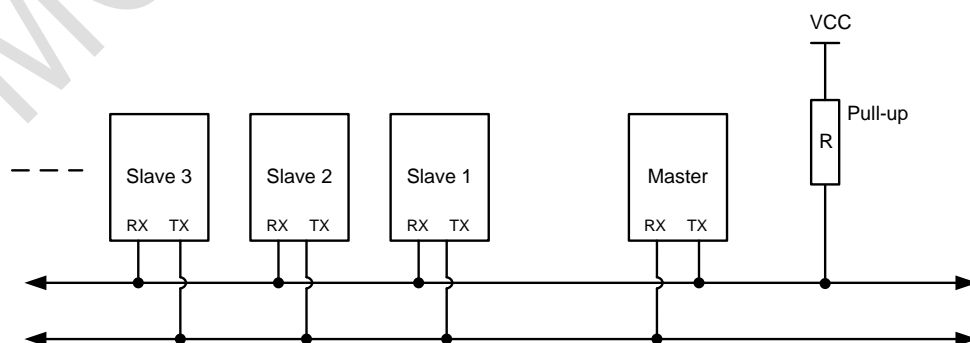 VCC
Pull-up
R
Slave 3
Slave 2
Slave 1
Master
RX TX
RX TX
RX TX
RX TX